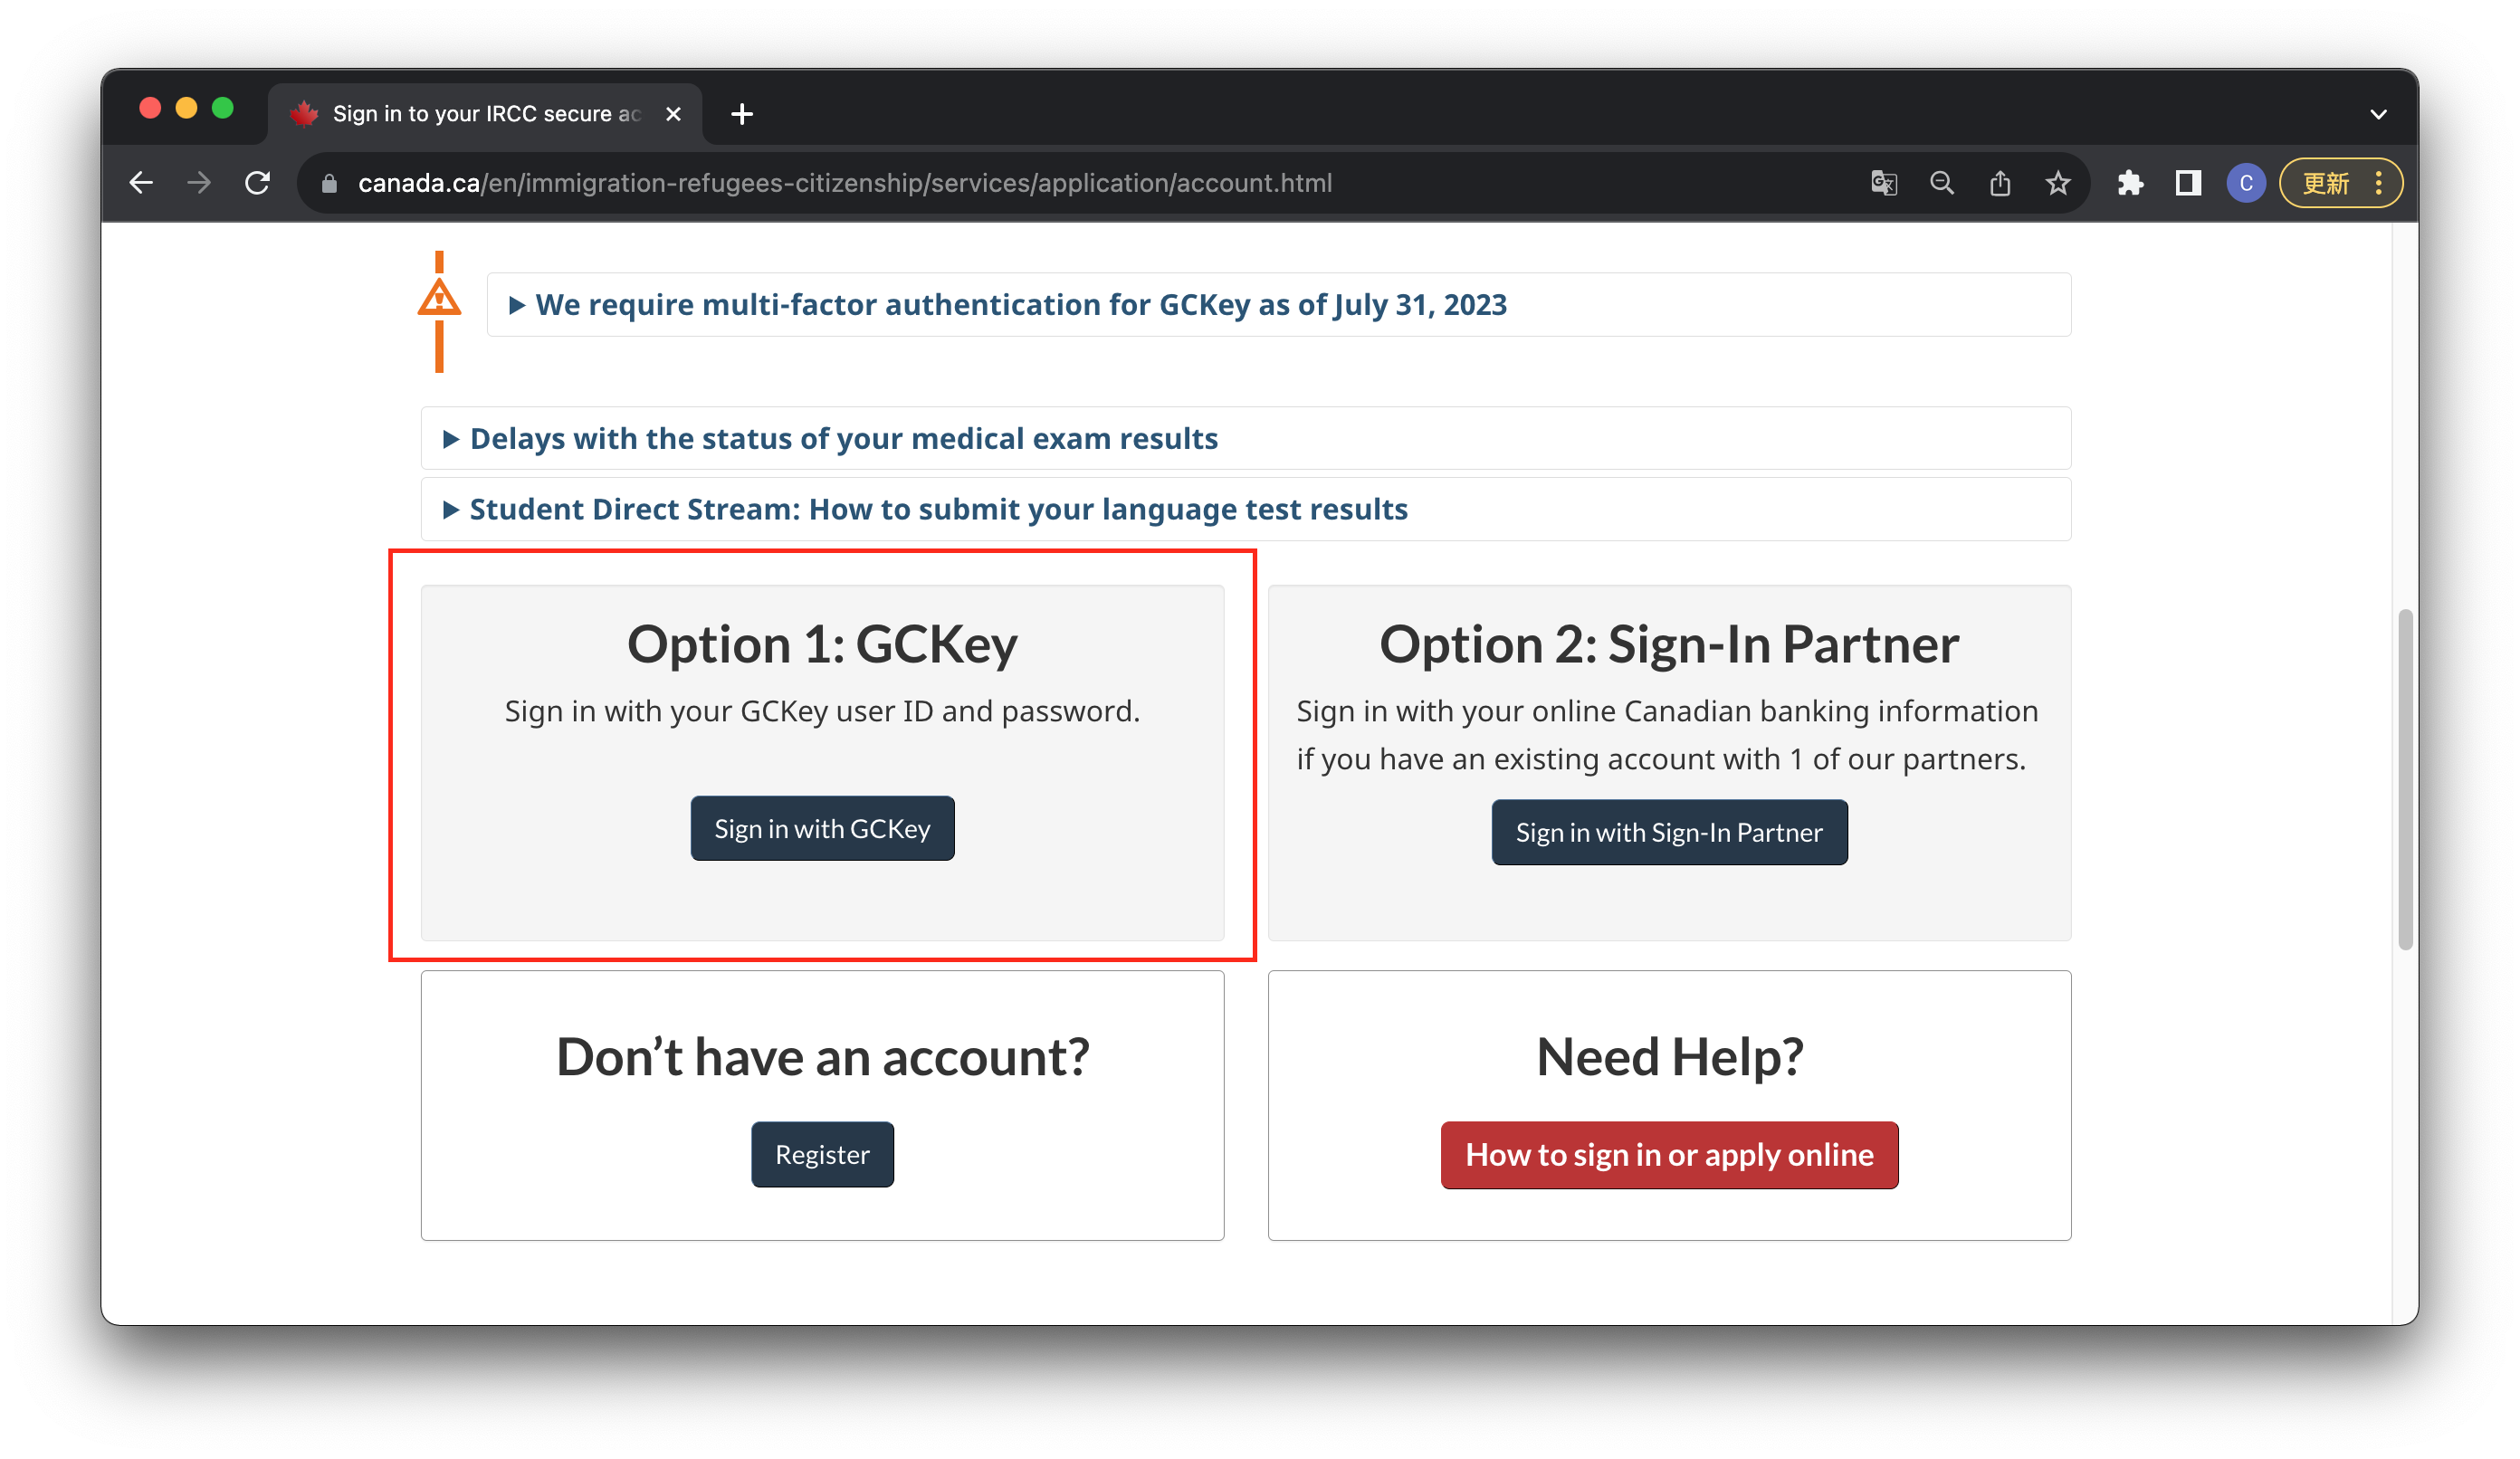 Sign in to your IRCC secure ac
canada.ca/en/immigration-refugees-citizenship/services/application/account.html
C
更新
We require multi-factor authentication for GCKey as of July 31, 2023
Delays with the status of your medical exam results
Student Direct Stream: How to submit your language test results
Option 1: GCKey
Sign in with your GCKey user ID and password.
Sign in with GCKey
Option 2: Sign-In Partner
Sign in with your online Canadian banking information
if you have an existing account with 1 of our partners.
Sign in with Sign-In Partner
Don’t have an account?
Register
Need Help?
How to sign in or apply online